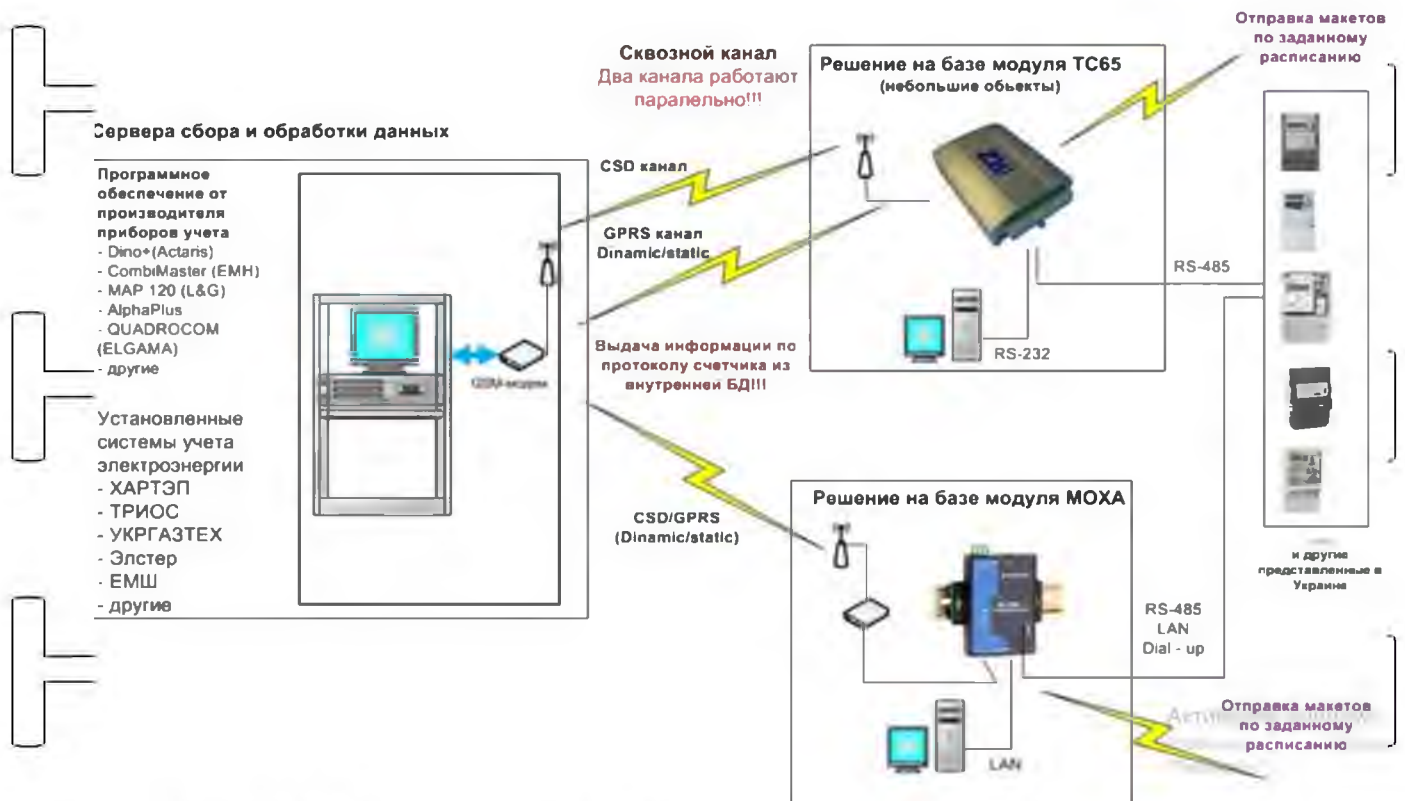 Сервера сбора и обработки данных
Программное
обеспечение от
производителя
приборов учета
- Dino+(Actaris)
- CombiMaster (EMH)
- MAP 120 (L&G)
- AlphaPlus
- QUADROCOM
(ELGAMA)
- другие
Установленные
системы учета
электроэнергии
- ХАРТЭП
- ТРИОС
- УКРГАЗТЕХ
- Элстер
- ЕМШ
- другие
GSM-модем
Сквозной канал
Два канала работают
паралельно!!!
CSD канал
GPRS канал
Dinamic/static
Выдача информации по
протоколу счетчика из
внутренней БД!!!
CSD/GPRS
(Dinamic/static)
Решение на базе модуля TC65
(небольшие обьекты)
RS-232
RS-485
Отправка макетов
по заданному
расписанию
и другие
представленные в
Украине
Решение на базе модуля MOXA
LAN
RS-485
LAN
Dial - up
Отправка макетов
по заданному
расписанию